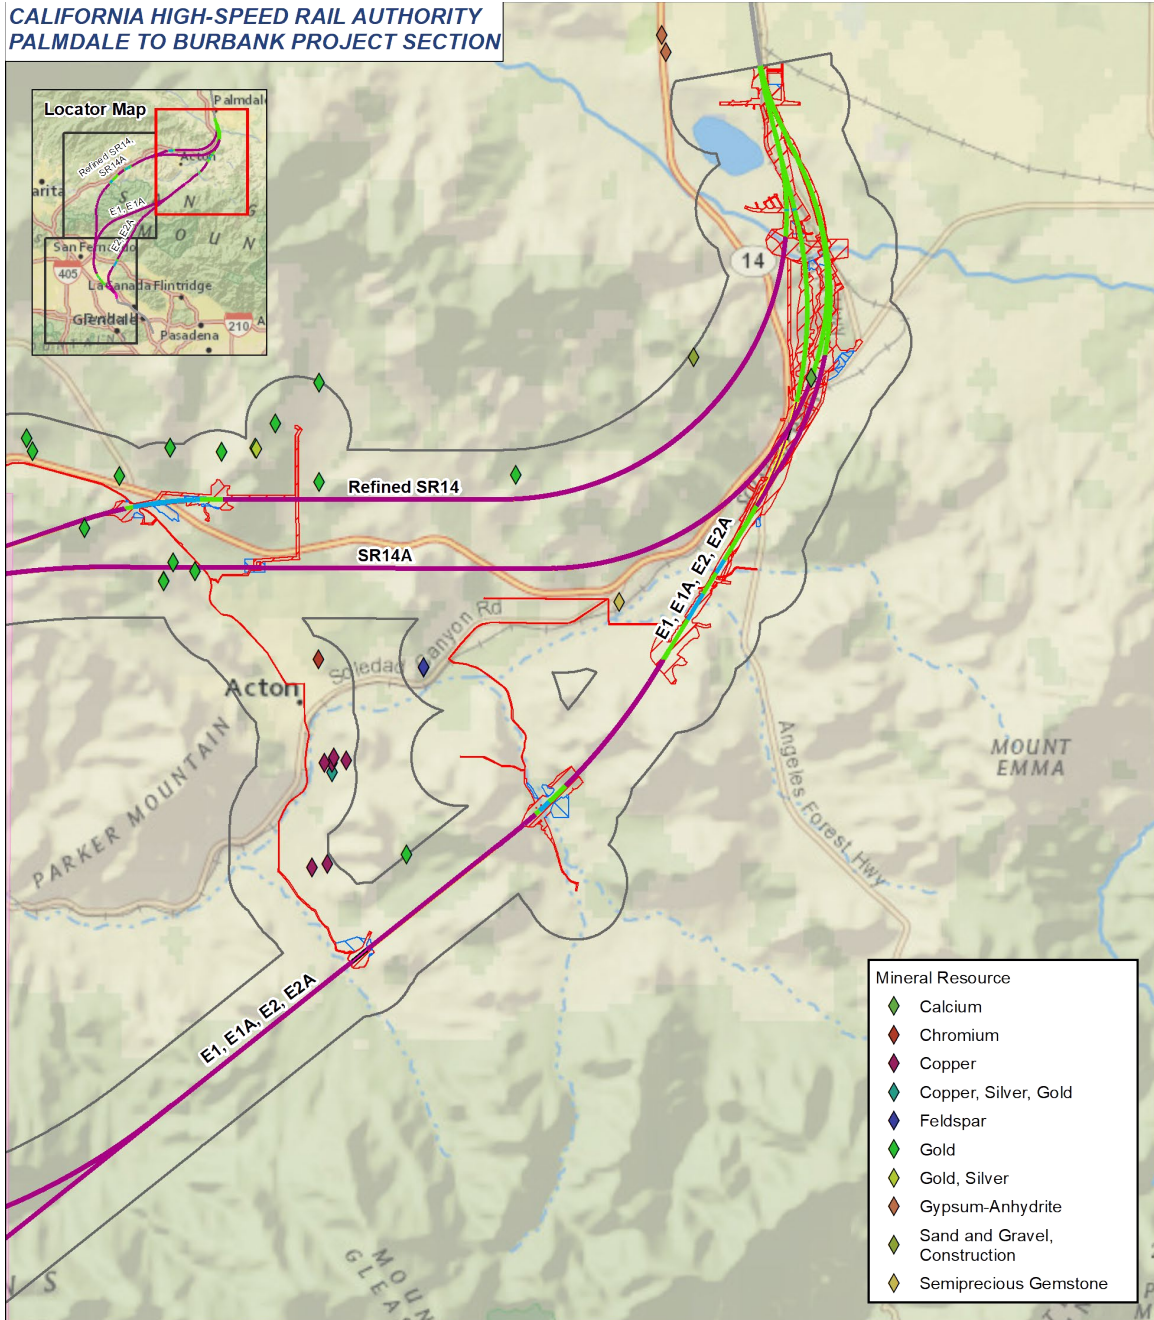 CALIFORNIA HIGH-SPEED RAIL AUTHORITY
PALMDALE TO BURBANK PROJECT SECTION
Locator Map
Palmdale
Refined SR14,
SR14A
Acton
arita
S
N
G
E1, E1A
M O U N
E2, E2A
San Fernando
405
La Canada Flintridge
Glendale
210
A
Pasadena
14
Refined SR14
SR14A
E1, E1A, E2, E2A
Soledad Canyon Rd
Acton
PARKER MOUNTAIN
MOUNT
EMMA
Angeles Forest Hwy
E1, E1A, E2, E2A
MOUN
GLEA
S
Mineral Resource
Calcium
Chromium
Copper
Copper, Silver, Gold
Feldspar
Gold
Gold, Silver
Gypsum-Anhydrite
Sand and Gravel,
Construction
Semiprecious Gemstone